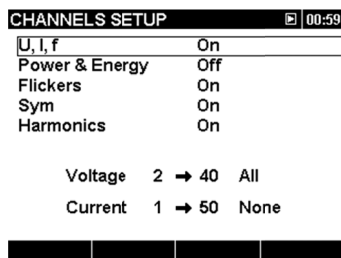 CHANNELS SETUP 00:59
U, I, f On
Power & Energy Off
Flickers On
Sym On
Harmonics On
Voltage 2 → 40 All
Current 1 → 50 None